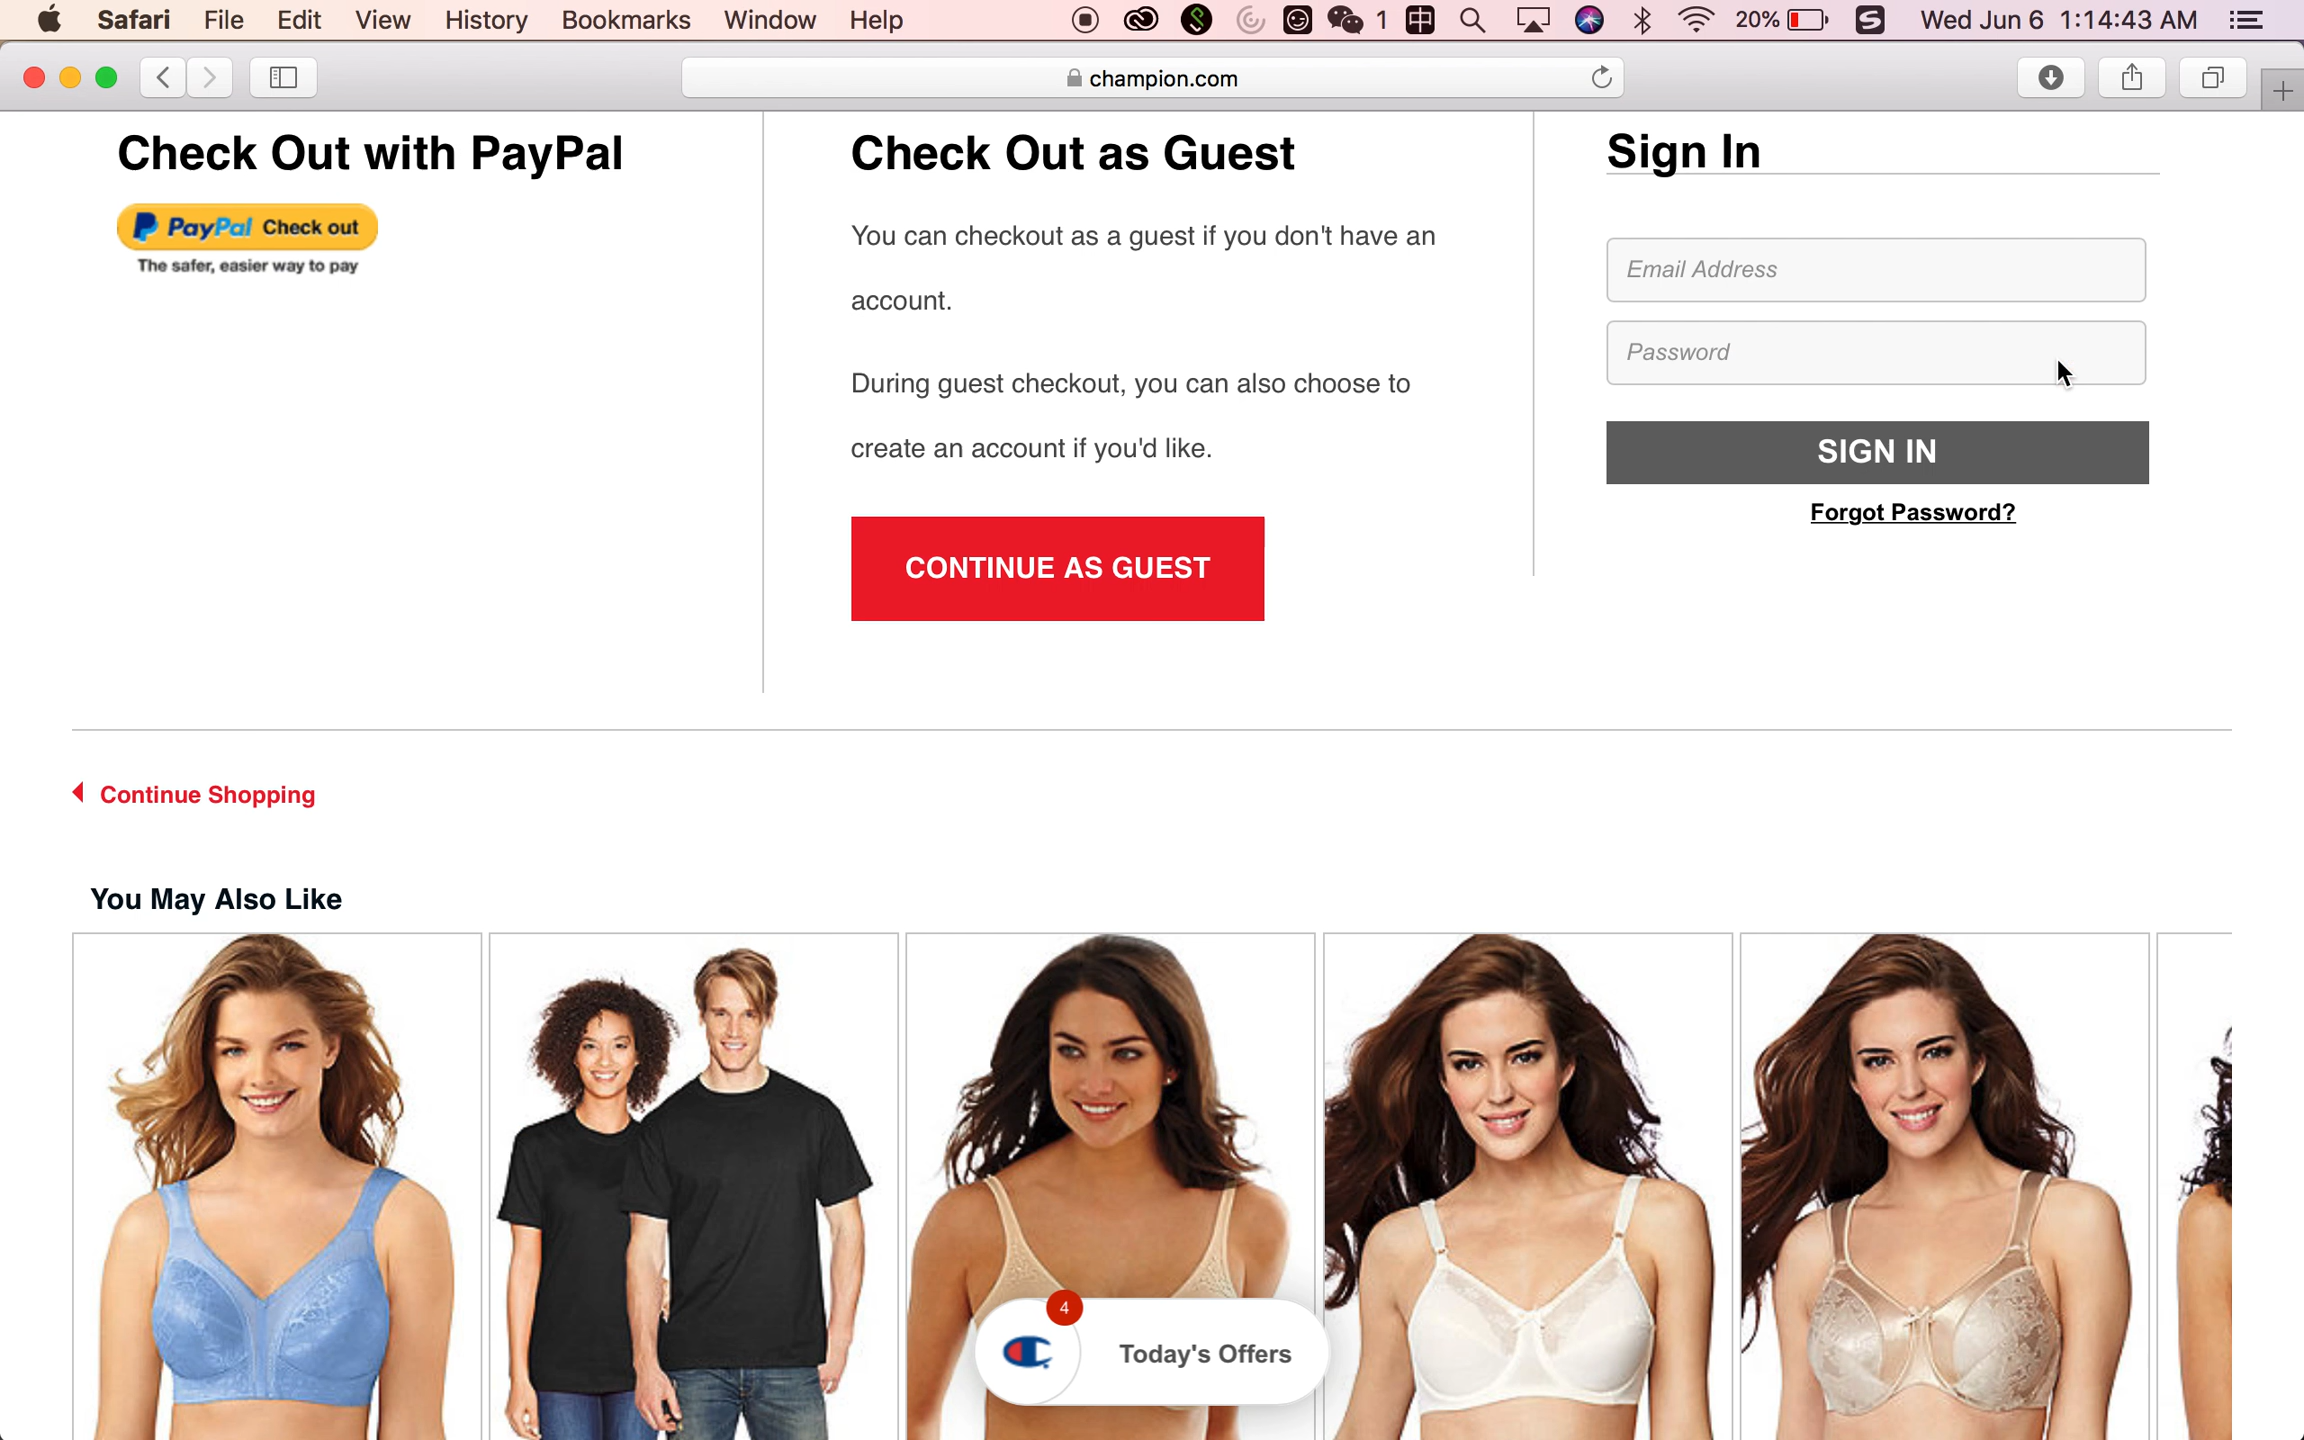 Safari File Edit View History Bookmarks Window Help 1 中 20% Wed Jun 6 1:14:43 AM
champion.com
Check Out with PayPal
PayPal Check out
The safer, easier way to pay
Check Out as Guest
You can checkout as a guest if you don't have an
account.
During guest checkout, you can also choose to
create an account if you'd like.
CONTINUE AS GUEST
Sign In
Email Address
Password
SIGN IN
Forgot Password?
Continue Shopping
You May Also Like
4
Today's Offers